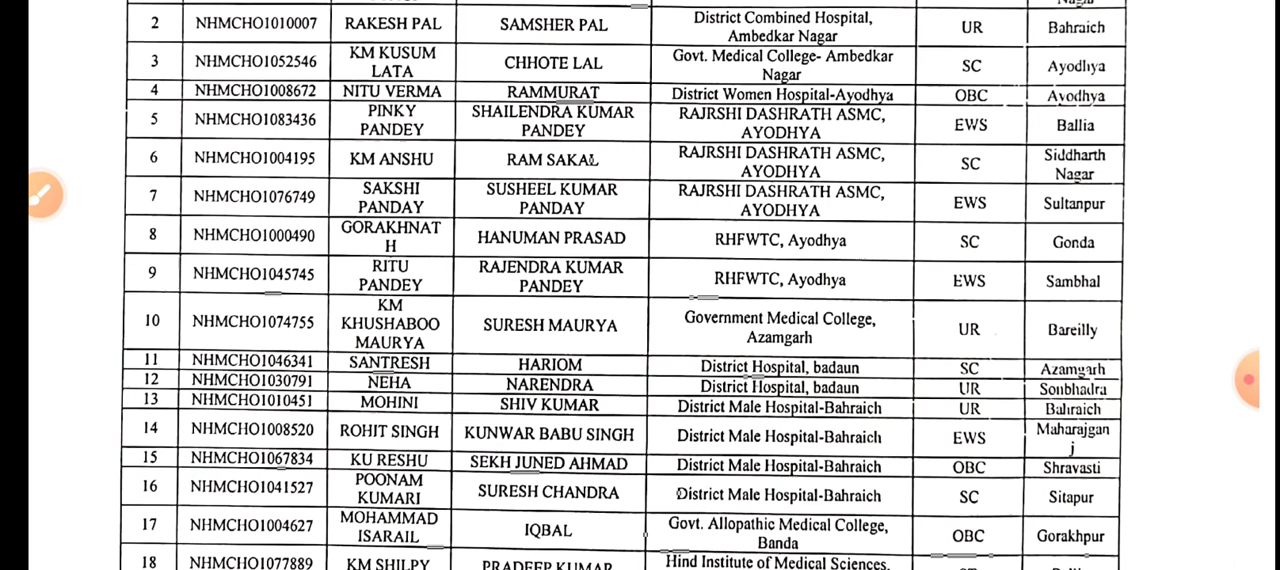 2 NHMCHO1010007 RAKESH PAL SAMSHER PAL District Combined Hospital, Ambedkar Nagar UR Bahraich
3 NHMCHO1052546 KM KUSUM LATA CHHOTE LAL Govt. Medical College- Ambedkar Nagar SC Ayodhya
4 NHMCHO1008672 NITU VERMA RAMMURAT District Women Hospital-Ayodhya OBC Ayodhya
5 NHMCHO1083436 PINKY PANDEY SHAILENDRA KUMAR PANDEY RAJRSHI DASHRATH ASMC, AYODHYA EWS Ballia
6 NHMCHO1004195 KM ANSHU RAM SAKAL RAJRSHI DASHRATH ASMC, AYODHYA SC Siddharth Nagar
7 NHMCHO1076749 SAKSHI PANDAY SUSHEEL KUMAR PANDAY RAJRSHI DASHRATH ASMC, AYODHYA EWS Sultanpur
8 NHMCHO1000490 GORAKHNAT H HANUMAN PRASAD RHFWTC, Ayodhya SC Gonda
9 NHMCHO1045745 RITU PANDEY RAJENDRA KUMAR PANDEY RHFWTC, Ayodhya EWS Sambhal
10 NHMCHO1074755 KM KHUSHABOO MAURYA SURESH MAURYA Government Medical College, Azamgarh UR Bareilly
11 NHMCHO1046341 SANTRESH HARIOM District Hospital, badaun SC Azamgarh
12 NHMCHO1030791 NEHA NARENDRA District Hospital, badaun UR Sonbhadra
13 NHMCHO1010451 MOHINI SHIV KUMAR District Male Hospital-Bahraich UR Bahraich
14 NHMCHO1008520 ROHIT SINGH KUNWAR BABU SINGH District Male Hospital-Bahraich EWS Maharajgan j
15 NHMCHO1067834 KU RESHU SEKH JUNED AHMAD District Male Hospital-Bahraich OBC Shravasti
16 NHMCHO1041527 POONAM KUMARI SURESH CHANDRA District Male Hospital-Bahraich SC Sitapur
17 NHMCHO1004627 MOHAMMAD ISARAIL IQBAL Govt. Allopathic Medical College, Banda OBC Gorakhpur
18 NHMCHO1077889 KM SHILPY PRADEEP KUMAR Hind Institute of Medical Sciences,